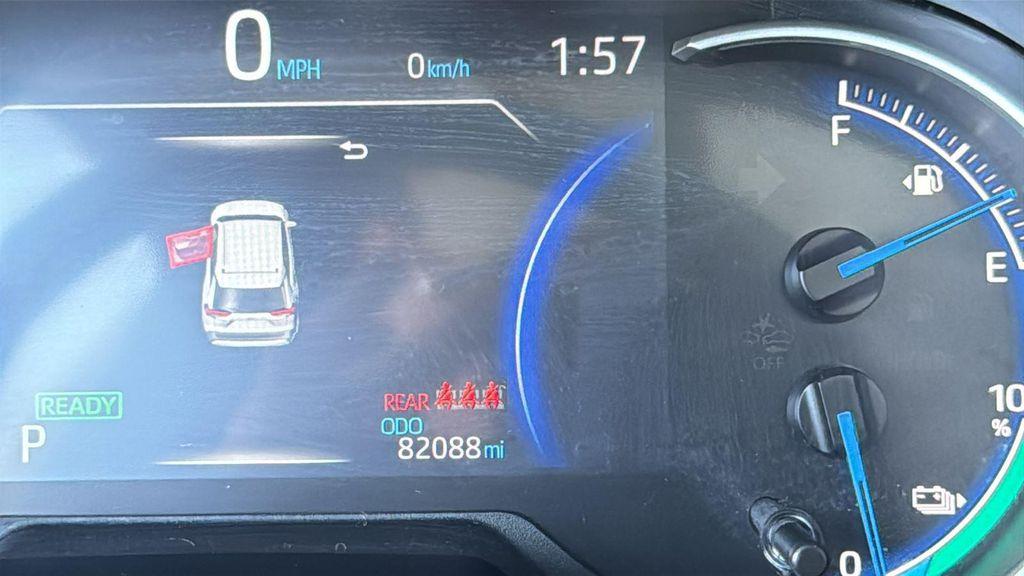 0 MPH
0 km/h
1:57
F
E
OFF
READY
P
REAR
ODO
82088 mi
10
%
0